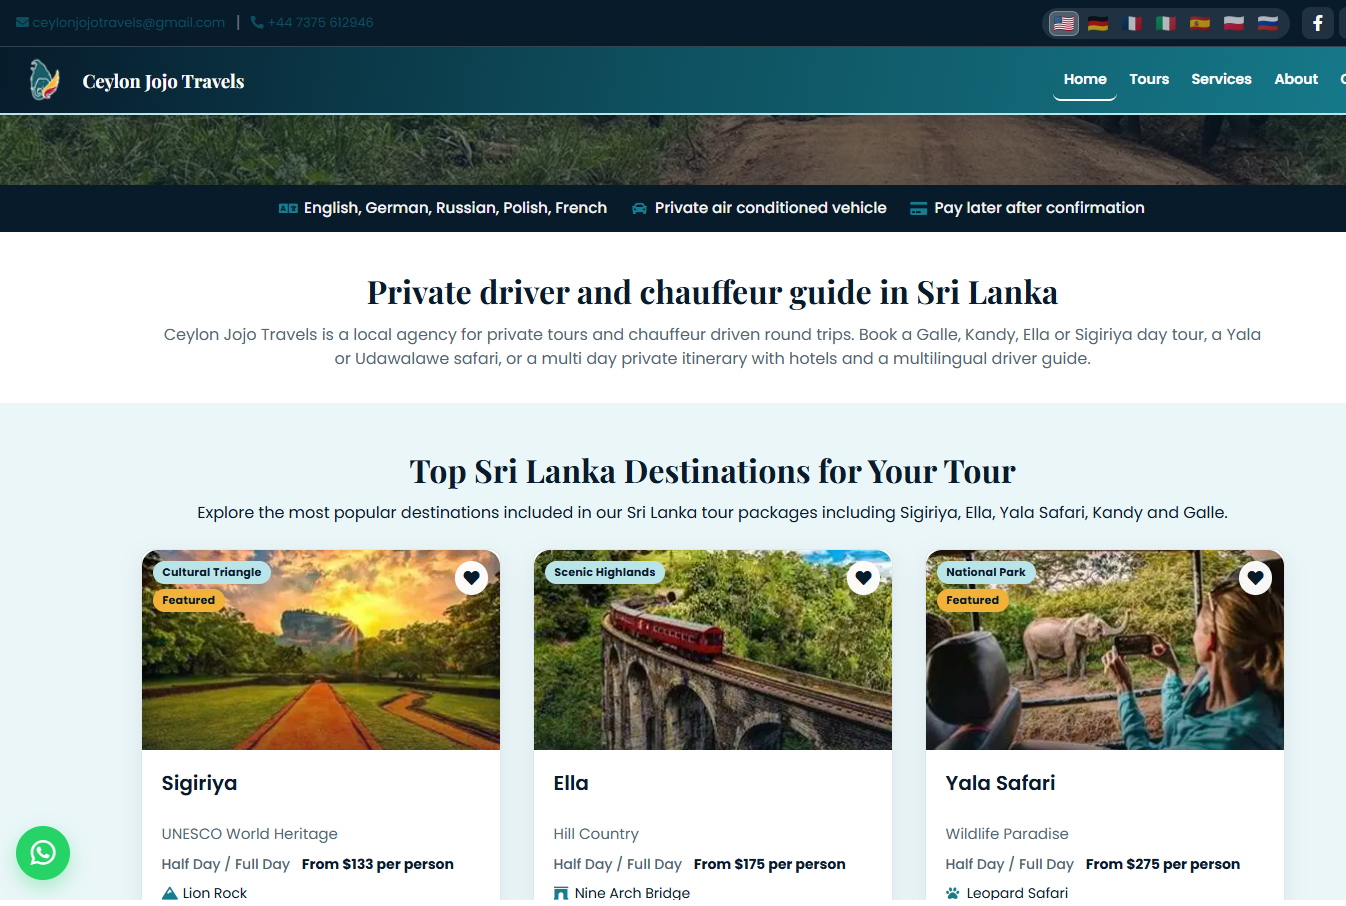 ceylonjojotravels@gmail.com | +44 7375 612946
Ceylon Jojo Travels
Home Tours Services About
English, German, Russian, Polish, French Private air conditioned vehicle Pay later after confirmation
Private driver and chauffeur guide in Sri Lanka
Ceylon Jojo Travels is a local agency for private tours and chauffeur driven round trips. Book a Galle, Kandy, Ella or Sigiriya day tour, a Yala
or Udawalawe safari, or a multi day private itinerary with hotels and a multilingual driver guide.
Top Sri Lanka Destinations for Your Tour
Explore the most popular destinations included in our Sri Lanka tour packages including Sigiriya, Ella, Yala Safari, Kandy and Galle.
Cultural Triangle
Featured
Sigiriya
UNESCO World Heritage
Half Day / Full Day From $133 per person
Lion Rock
Scenic Highlands
Ella
Hill Country
Half Day / Full Day From $175 per person
Nine Arch Bridge
National Park
Featured
Yala Safari
Wildlife Paradise
Half Day / Full Day From $275 per person
Leopard Safari